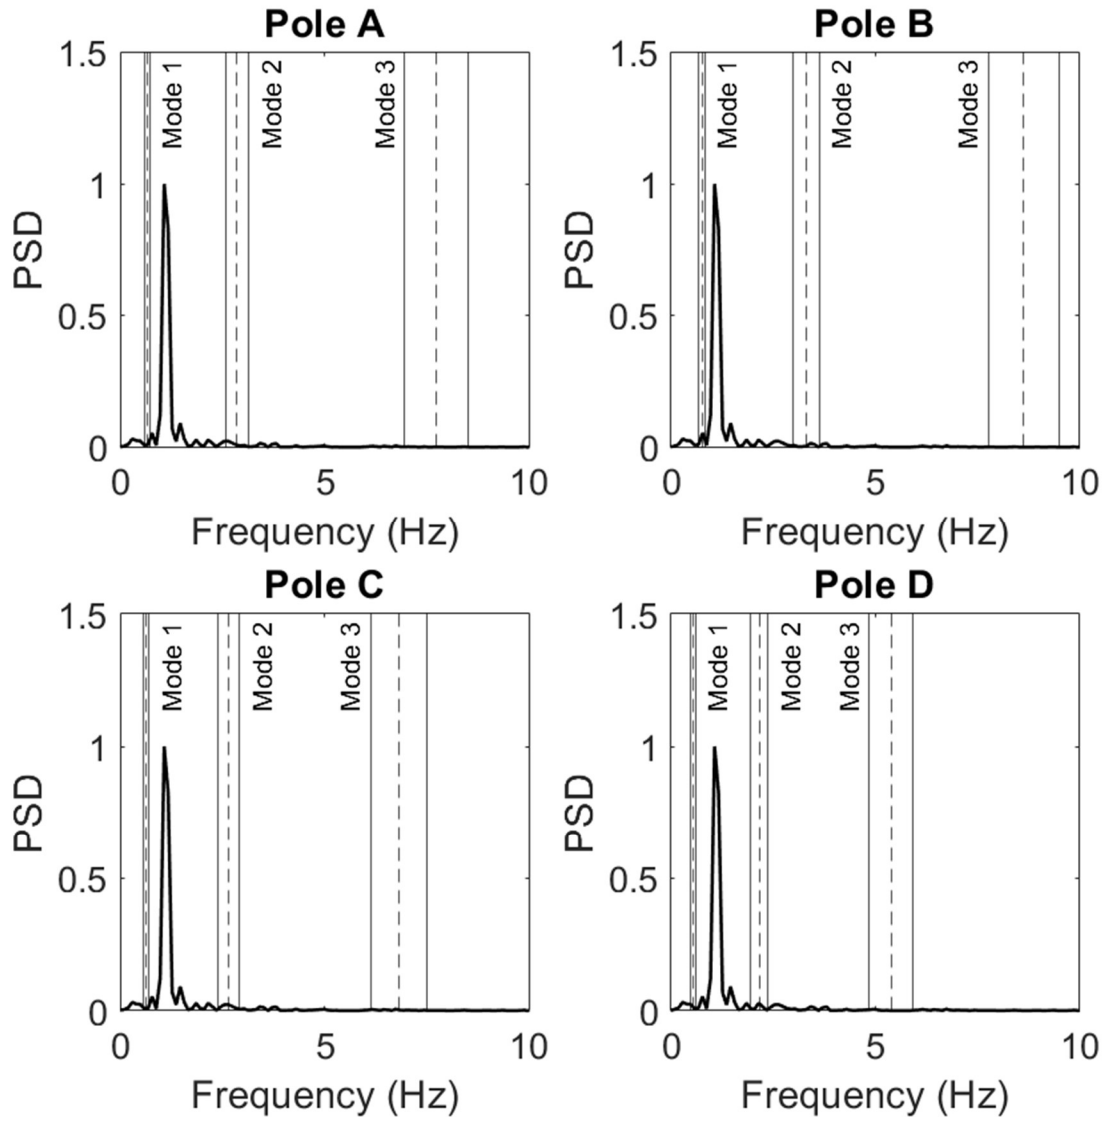 Pole A
1.5
1
0.5
0
PSD
Mode 1
Mode 2
Mode 3
0 5 10
Frequency (Hz)
Pole B
1.5
1
0.5
0
PSD
Mode 1
Mode 2
Mode 3
0 5 10
Frequency (Hz)
Pole C
1.5
1
0.5
0
PSD
Mode 1
Mode 2
Mode 3
0 5 10
Frequency (Hz)
Pole D
1.5
1
0.5
0
PSD
Mode 1
Mode 2
Mode 3
0 5 10
Frequency (Hz)